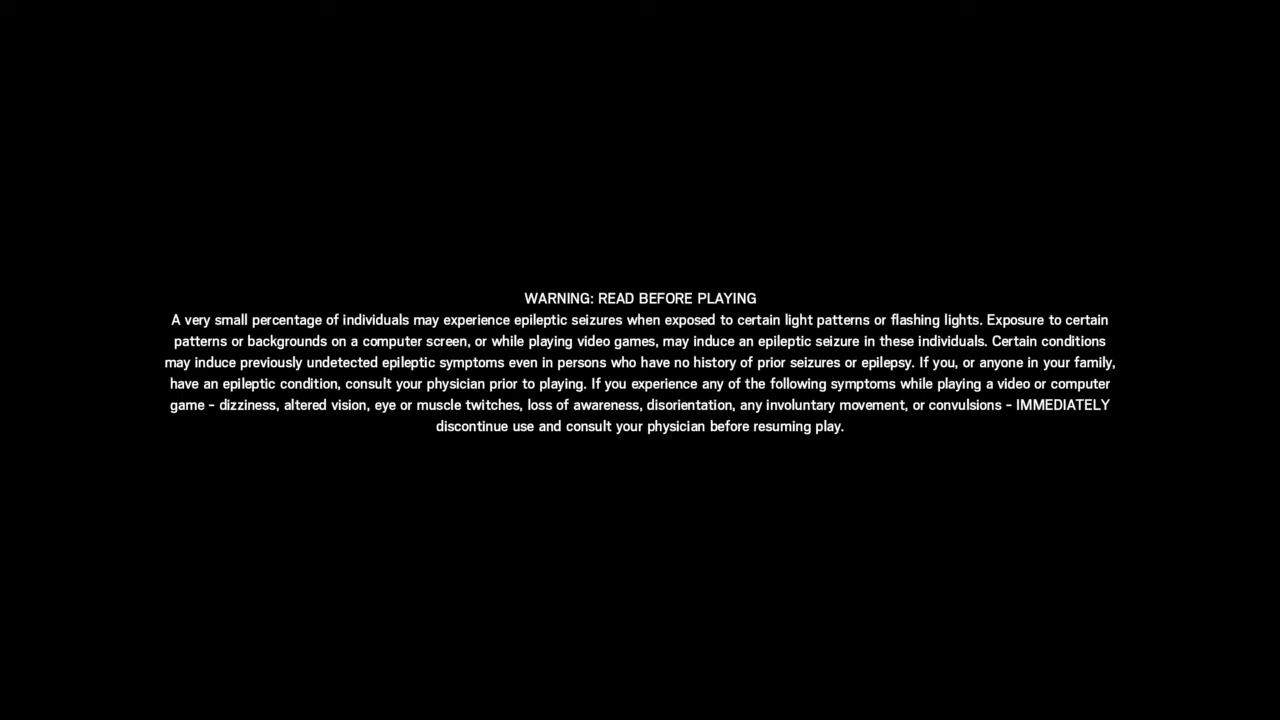 WARNING: READ BEFORE PLAYING
A very small percentage of individuals may experience epileptic seizures when exposed to certain light patterns or flashing lights. Exposure to certain
patterns or backgrounds on a computer screen, or while playing video games, may induce an epileptic seizure in these individuals. Certain conditions
may induce previously undetected epileptic symptoms even in persons who have no history of prior seizures or epilepsy. If you, or anyone in your family,
have an epileptic condition, consult your physician prior to playing. If you experience any of the following symptoms while playing a video or computer
game - dizziness, altered vision, eye or muscle twitches, loss of awareness, disorientation, any involuntary movement, or convulsions - IMMEDIATELY
discontinue use and consult your physician before resuming play.